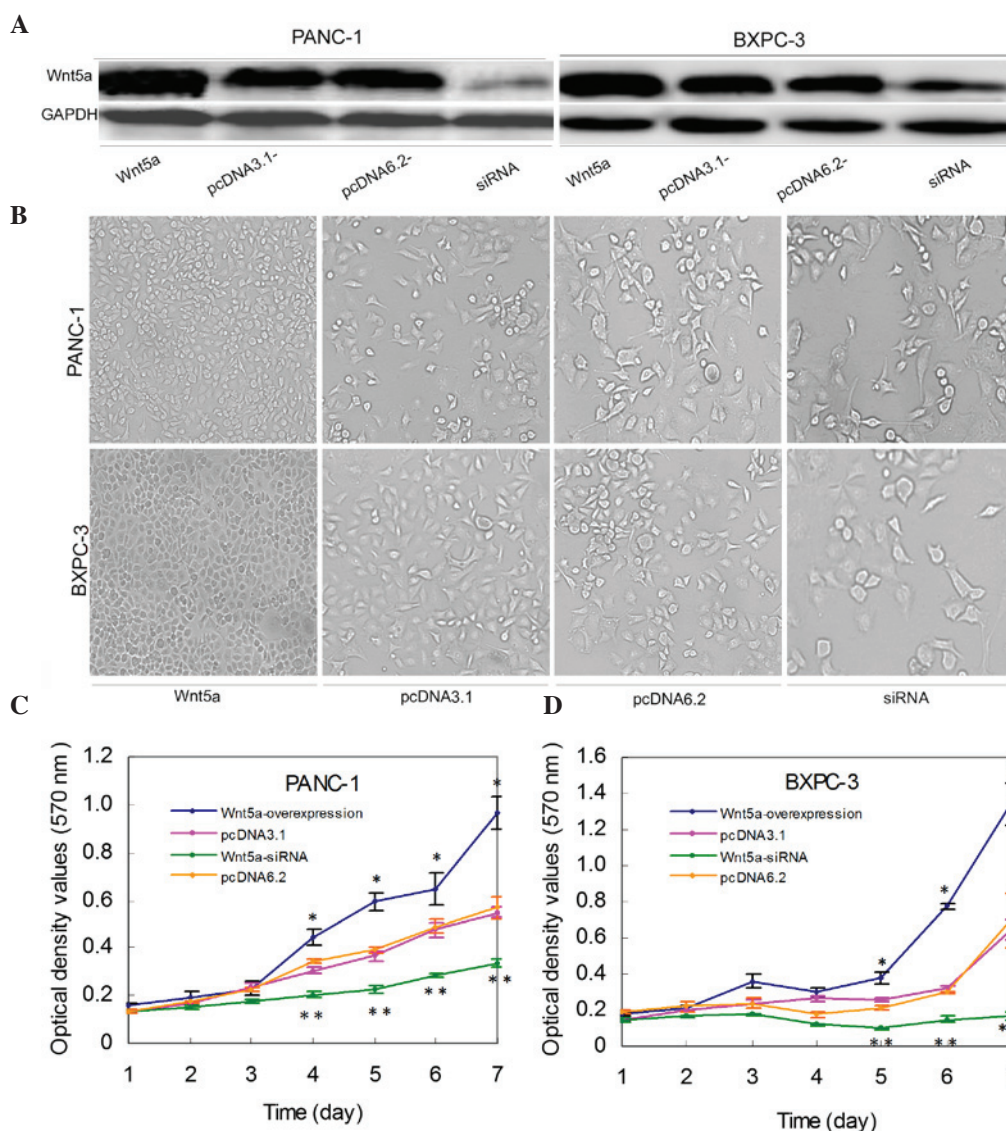 A
PANC-1
BXPC-3
Wnt5a
GAPDH
Wnt5a
pcDNA3.1-
pcDNA6.2-
siRNA
Wnt5a
pcDNA3.1-
pcDNA6.2-
siRNA
B
PANC-1
BXPC-3
Wnt5a
pcDNA3.1
pcDNA6.2
siRNA
C
Optical density values (570 nm )
1.2
1.0
0.8
0.6
0.4
0.2
0
PANC-1
Wnt5a-overexpression
pcDNA3.1
Wnt5a-siRNA
pcDNA6.2
*
*
*
*
**
**
**
**
1 2 3 4 5 6 7
Time (day)
D
Optical density values (570 nm )
1.6
1.4
1.2
1.0
0.8
0.6
0.4
0.2
0
BXPC-3
Wnt5a-overexpression
pcDNA3.1
Wnt5a-siRNA
pcDNA6.2
*
*
**
**
*
1 2 3 4 5 6
Time (day)